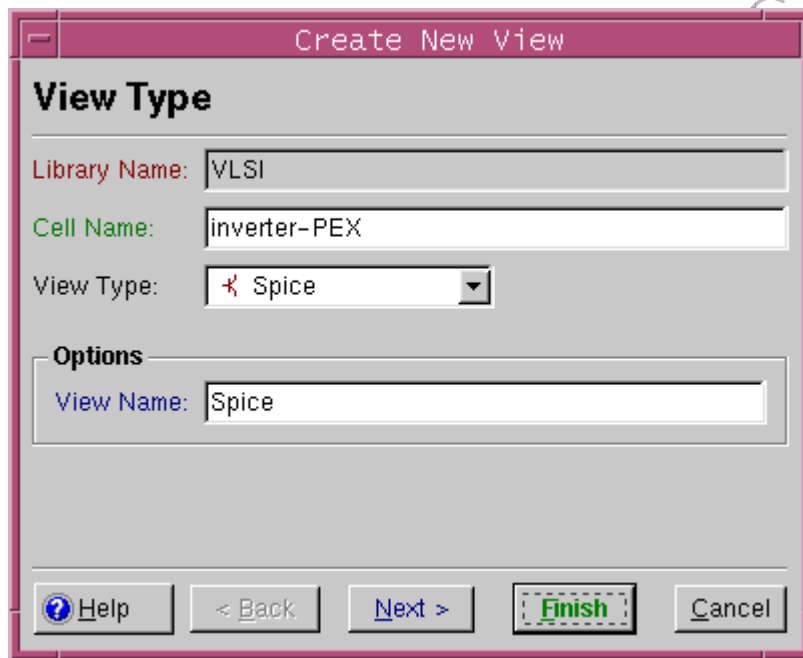 Create New View
View Type
Library Name: VLSI
Cell Name: inverter-PEX
View Type: Spice
Options
View Name: Spice
Help < Back Next > Finish Cancel